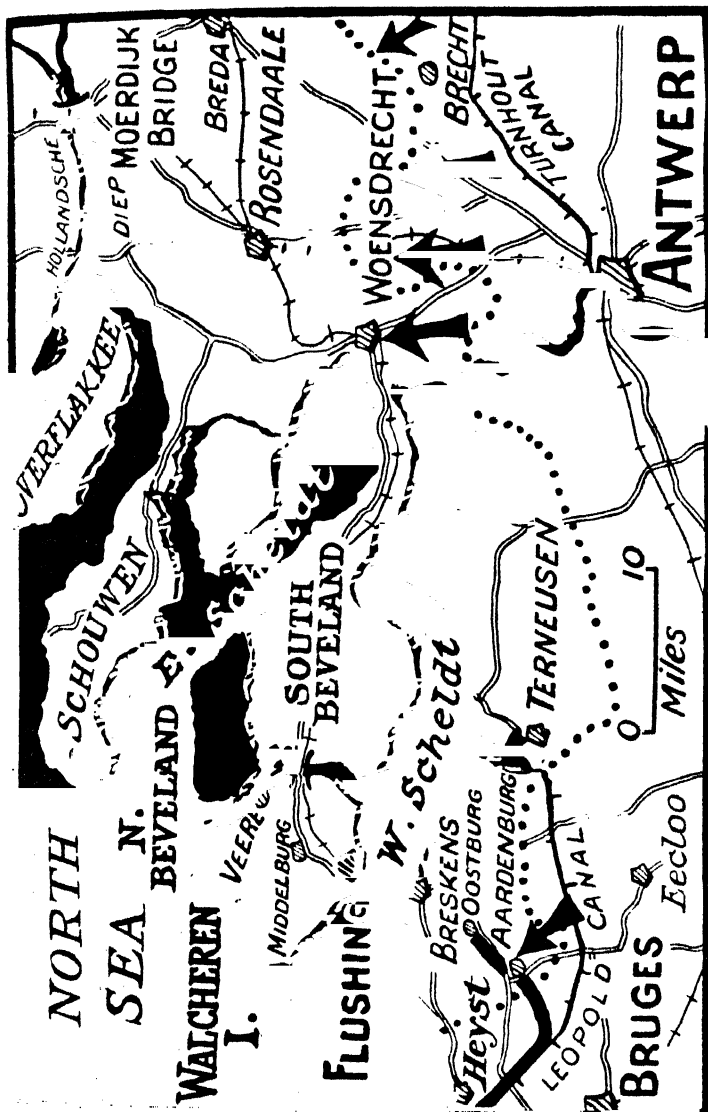 NORTH
SEA
SCHOUWEN
OVERFLAKKEE
HOLLANDSCHE
DIEP
MOERDIJK
BRIDGE
BREDA
ROSENDAALE
N.
BEVELAND
E. Scheldt
WALCHEREN
I.
VEERE
MIDDELBURG
SOUTH
BEVELAND
FLUSHING
W. Scheldt
WOENSDRECHT
BRECHT
TURNHOUT
CANAL
BRESKENS
OOSTBURG
AARDENBURG
Heyst
TERNEUSEN
LEOPOLD
CANAL
BRUGES
Eecloo
0 10
Miles
ANTWERP